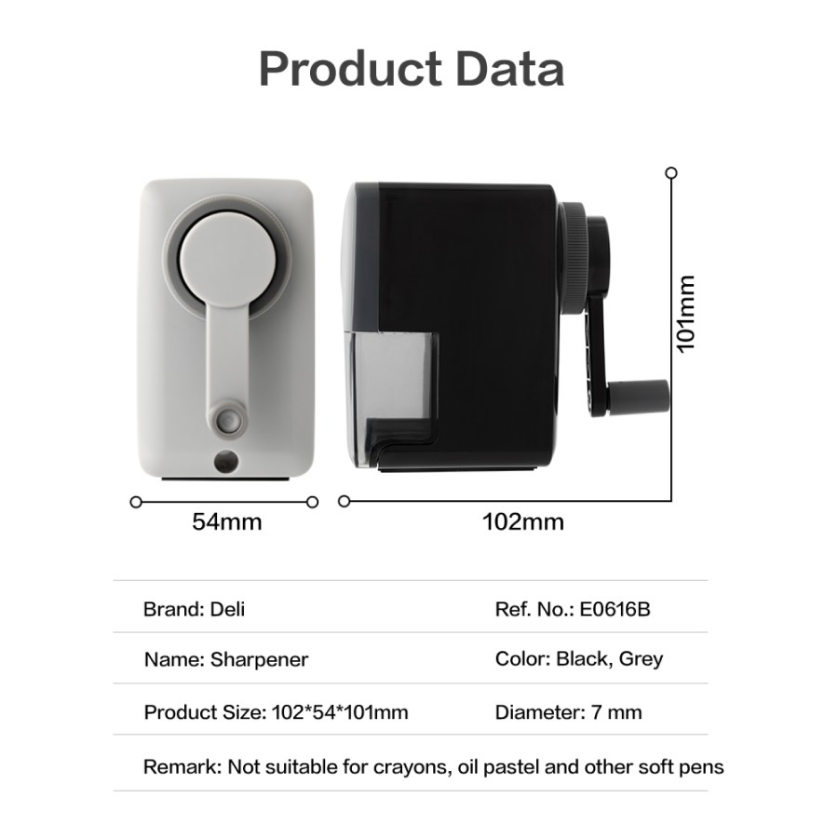 Product Data
101mm
54mm
102mm
Brand: Deli
Ref. No.: E0616B
Name: Sharpener
Color: Black, Grey
Product Size: 102*54*101mm
Diameter: 7 mm
Remark: Not suitable for crayons, oil pastel and other soft pens